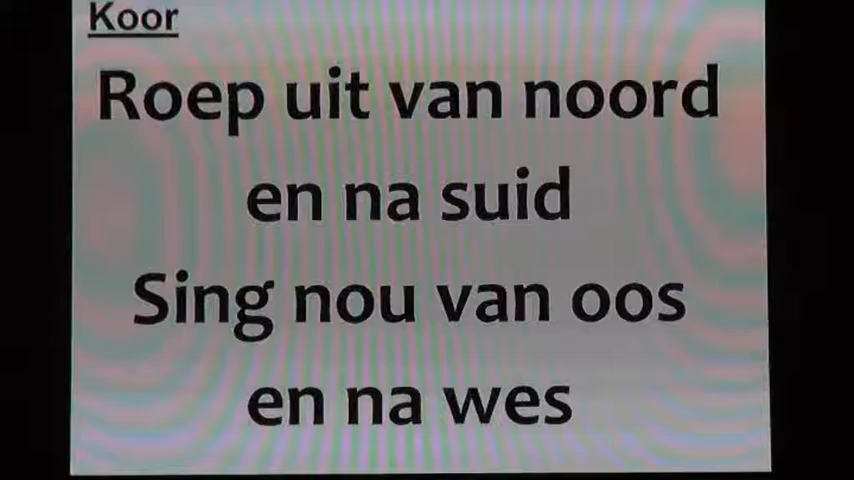 Koor
Roep uit van noord
en na suid
Sing nou van oos
en na wes